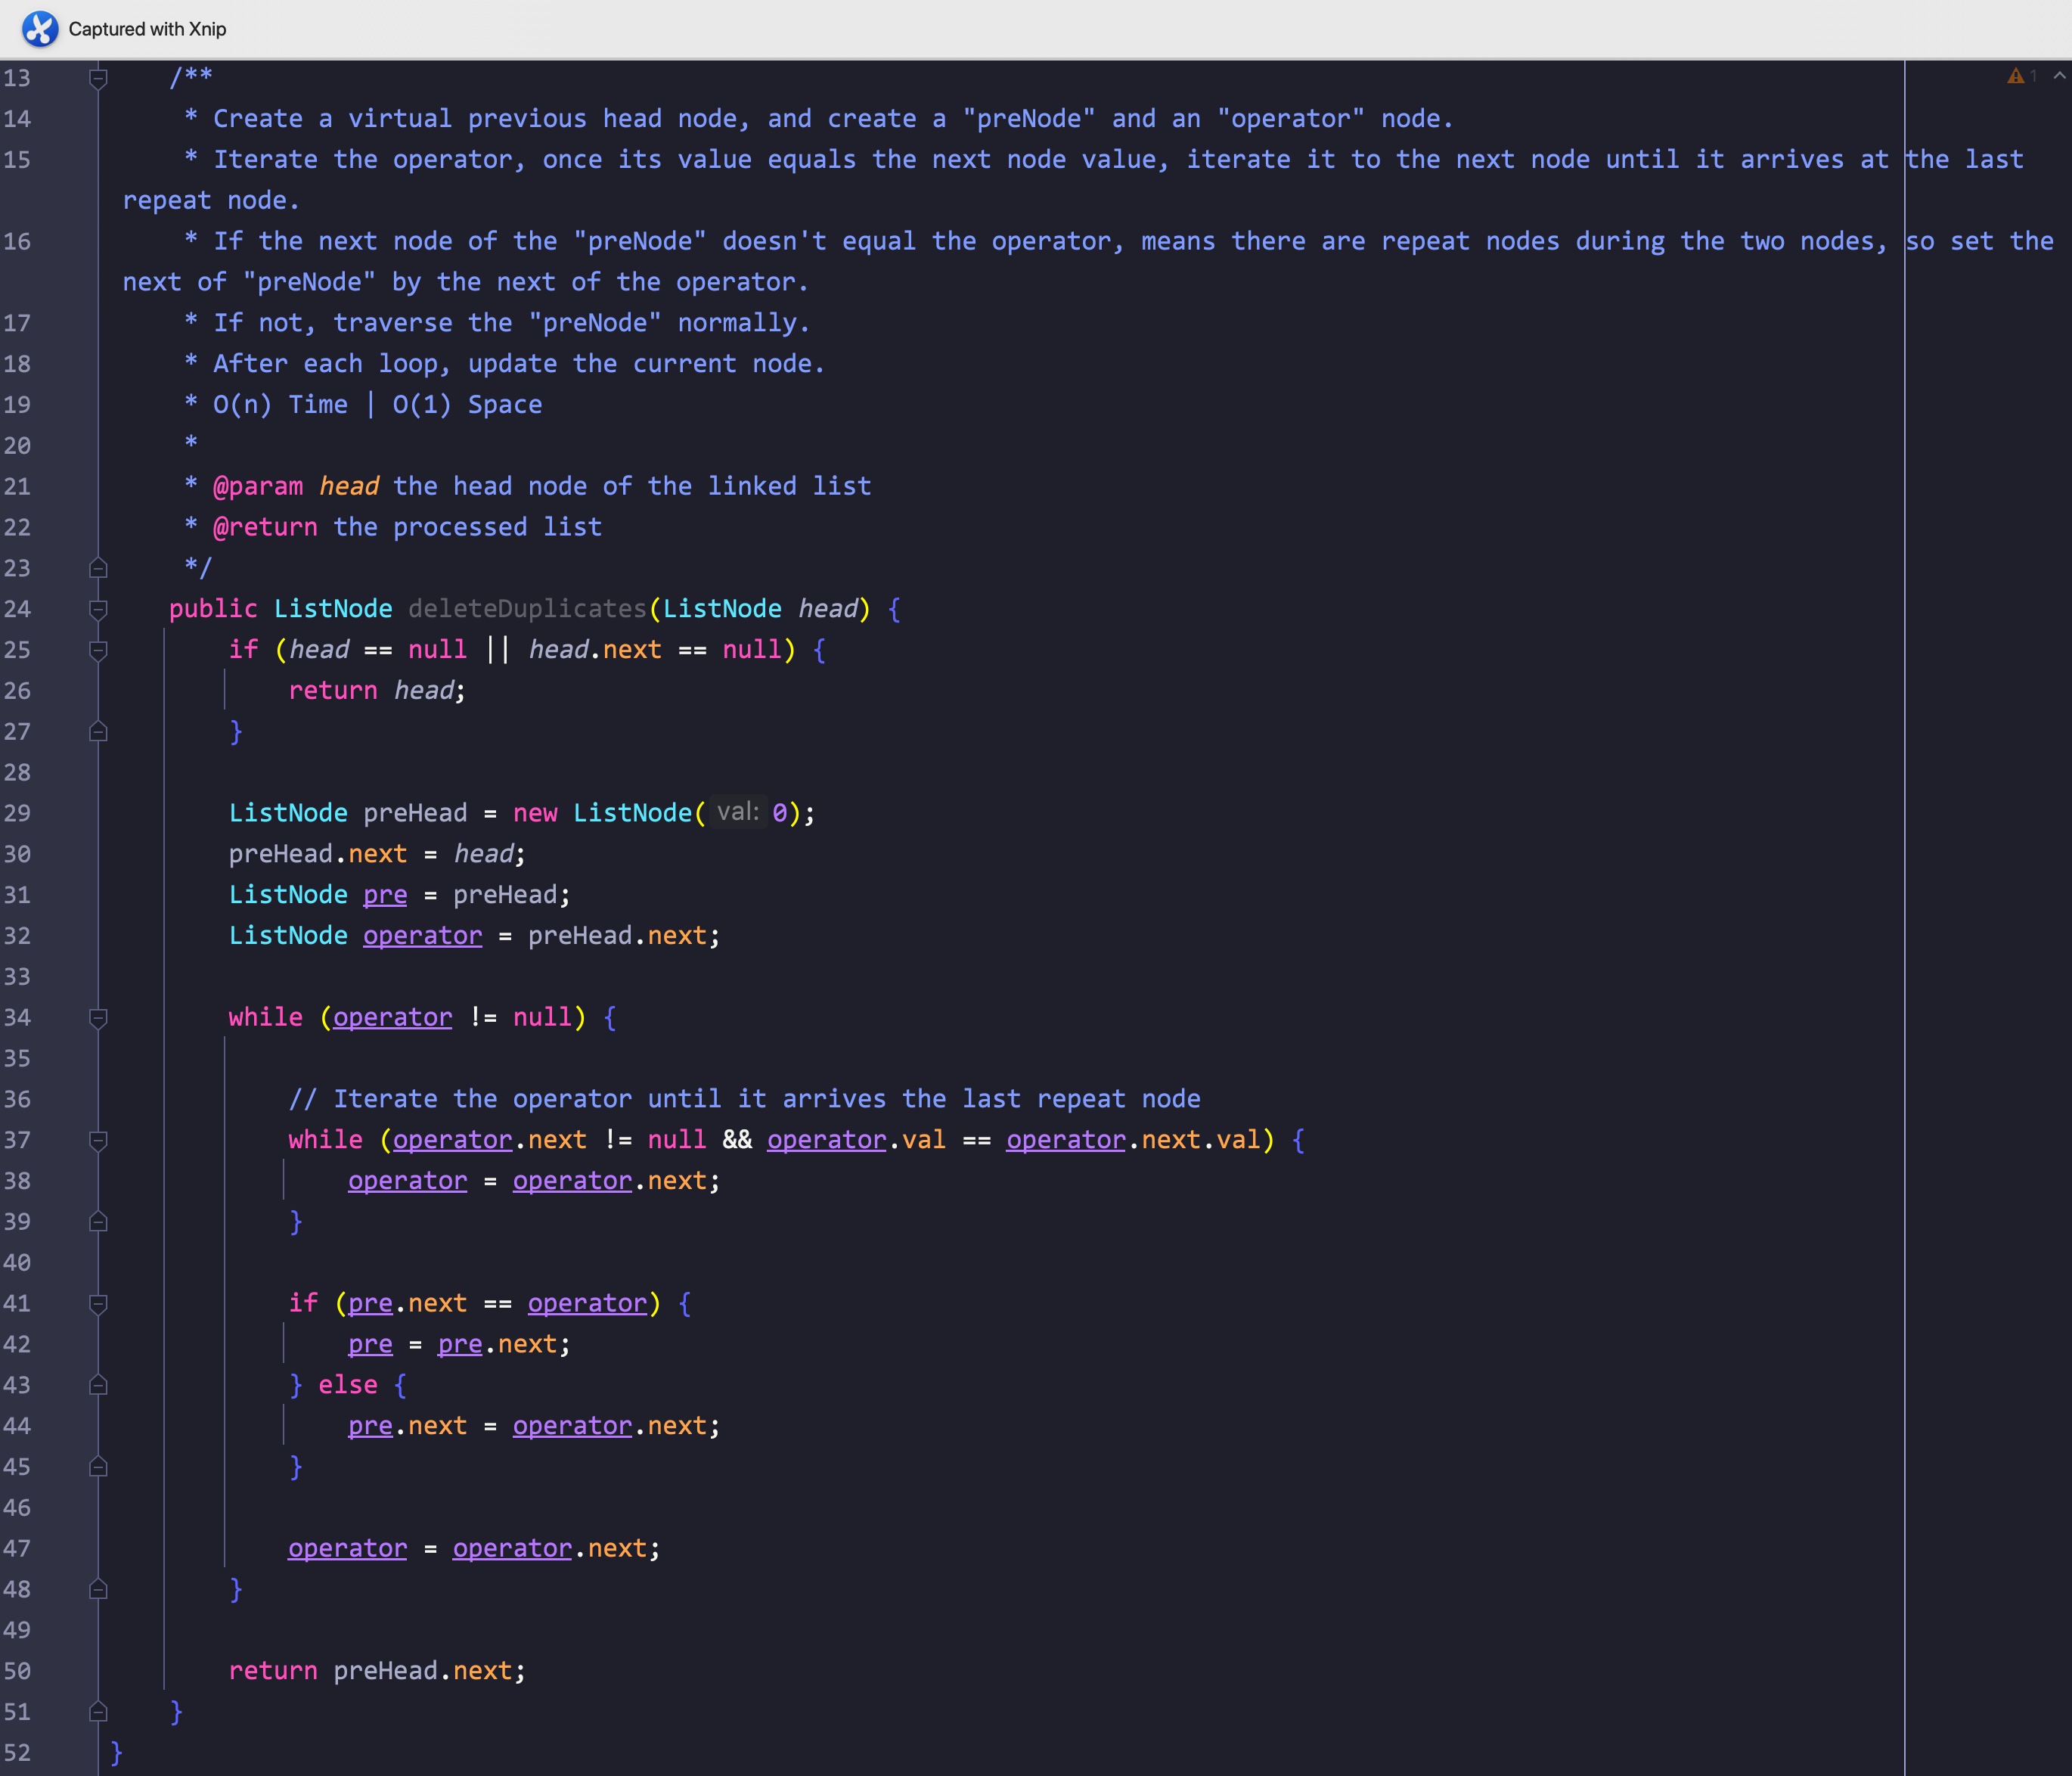 Captured with Xnip
1
13 /**
14 * Create a virtual previous head node, and create a "preNode" and an "operator" node.
15 * Iterate the operator, once its value equals the next node value, iterate it to the next node until it arrives at the last
repeat node.
16 * If the next node of the "preNode" doesn't equal the operator, means there are repeat nodes during the two nodes, so set the
next of "preNode" by the next of the operator.
17 * If not, traverse the "preNode" normally.
18 * After each loop, update the current node.
19 * O(n) Time | O(1) Space
20 *
21 * @param head the head node of the linked list
22 * @return the processed list
23 */
24 public ListNode deleteDuplicates(ListNode head) {
25 if (head == null || head.next == null) {
26 return head;
27 }
28
29 ListNode preHead = new ListNode( val: 0);
30 preHead.next = head;
31 ListNode pre = preHead;
32 ListNode operator = preHead.next;
33
34 while (operator != null) {
35
36 // Iterate the operator until it arrives the last repeat node
37 while (operator.next != null && operator.val == operator.next.val) {
38 operator = operator.next;
39 }
40
41 if (pre.next == operator) {
42 pre = pre.next;
43 } else {
44 pre.next = operator.next;
45 }
46
47 operator = operator.next;
48 }
49
50 return preHead.next;
51 }
52 }